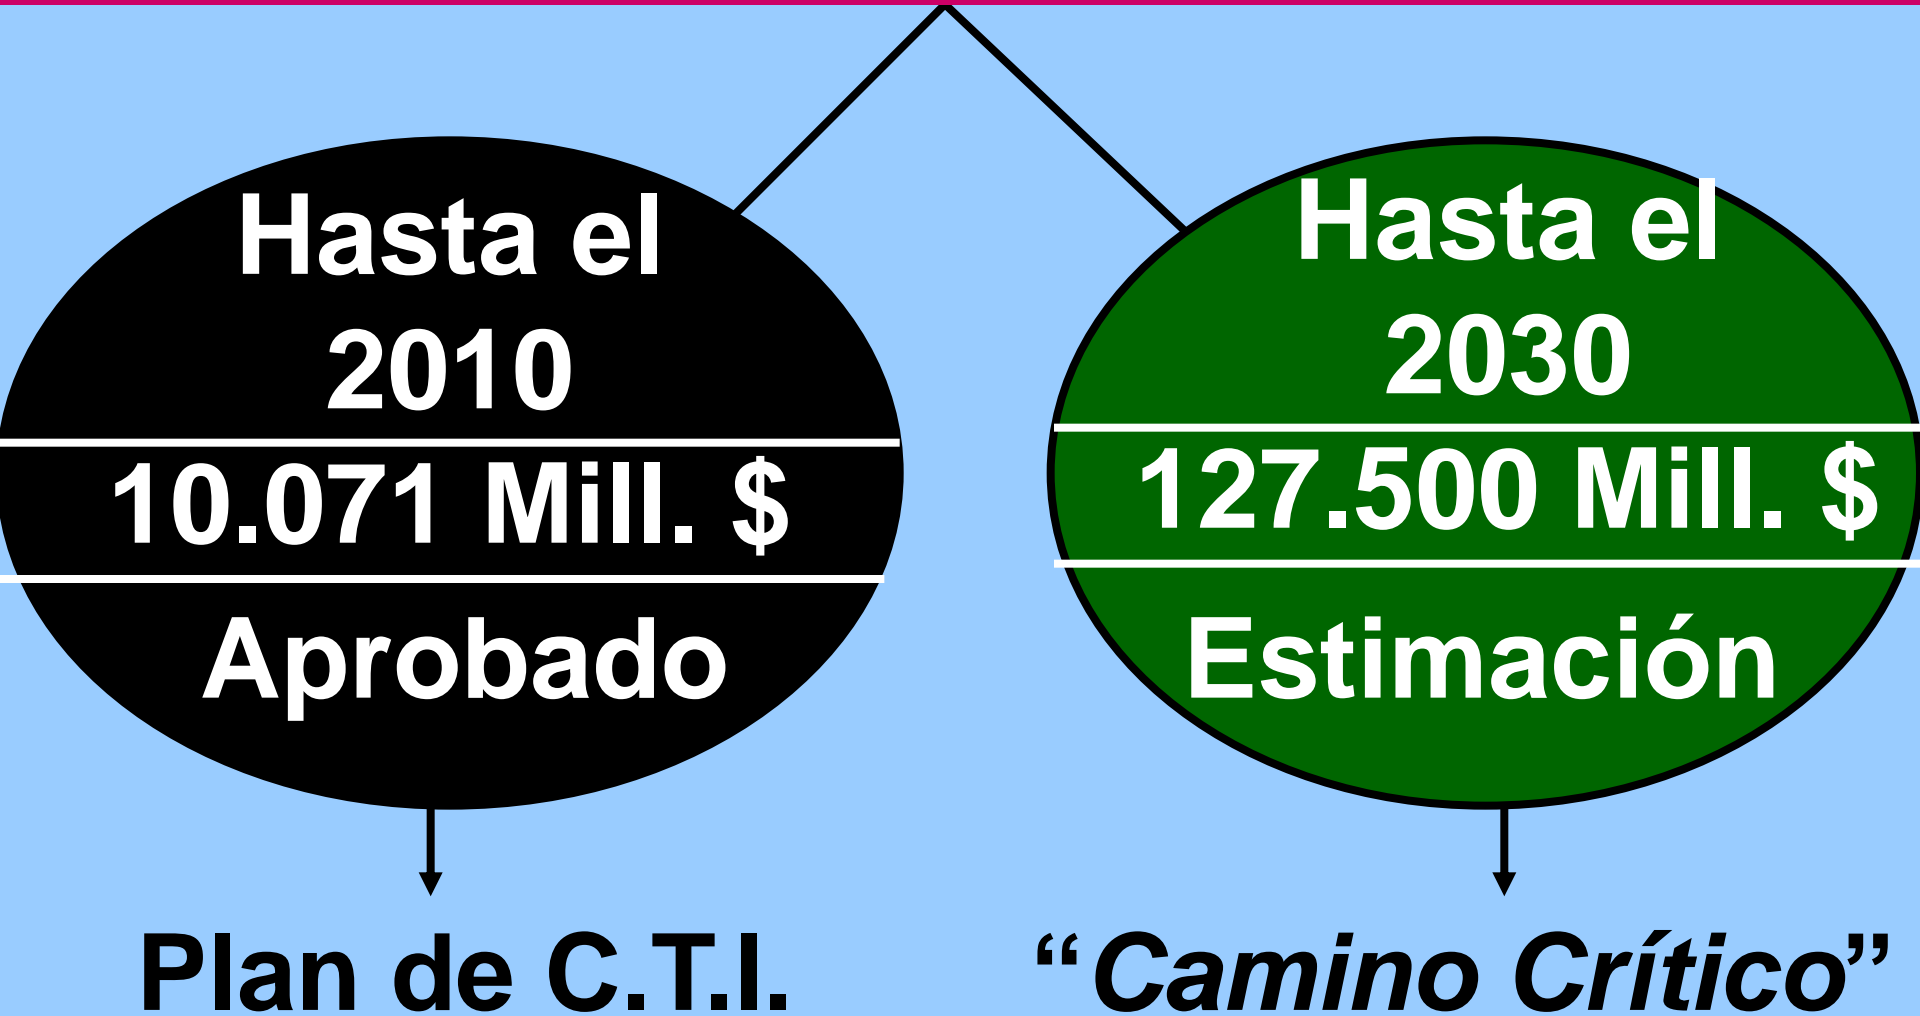 Hasta el
2010
10.071 Mill. $
Aprobado
Plan de C.T.I.
Hasta el
2030
127.500 Mill. $
Estimación
“Camino Crítico”